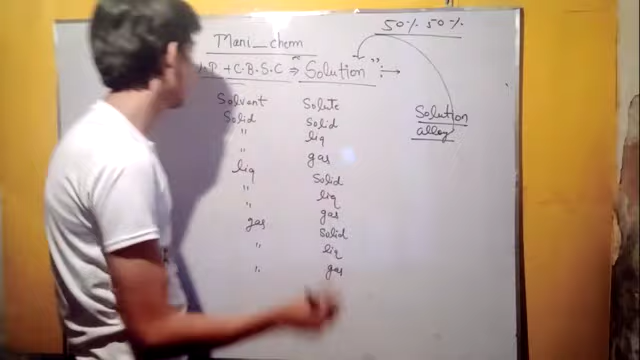 50% 50%
Mani_chem
.P + C.B.S.C ⇒ "Solution" :→
Solvent Solute
Solid Solid
" liq
" gas
liq Solid
" liq
" gas
gas Solid
" liq
" gas
Solution
alloy